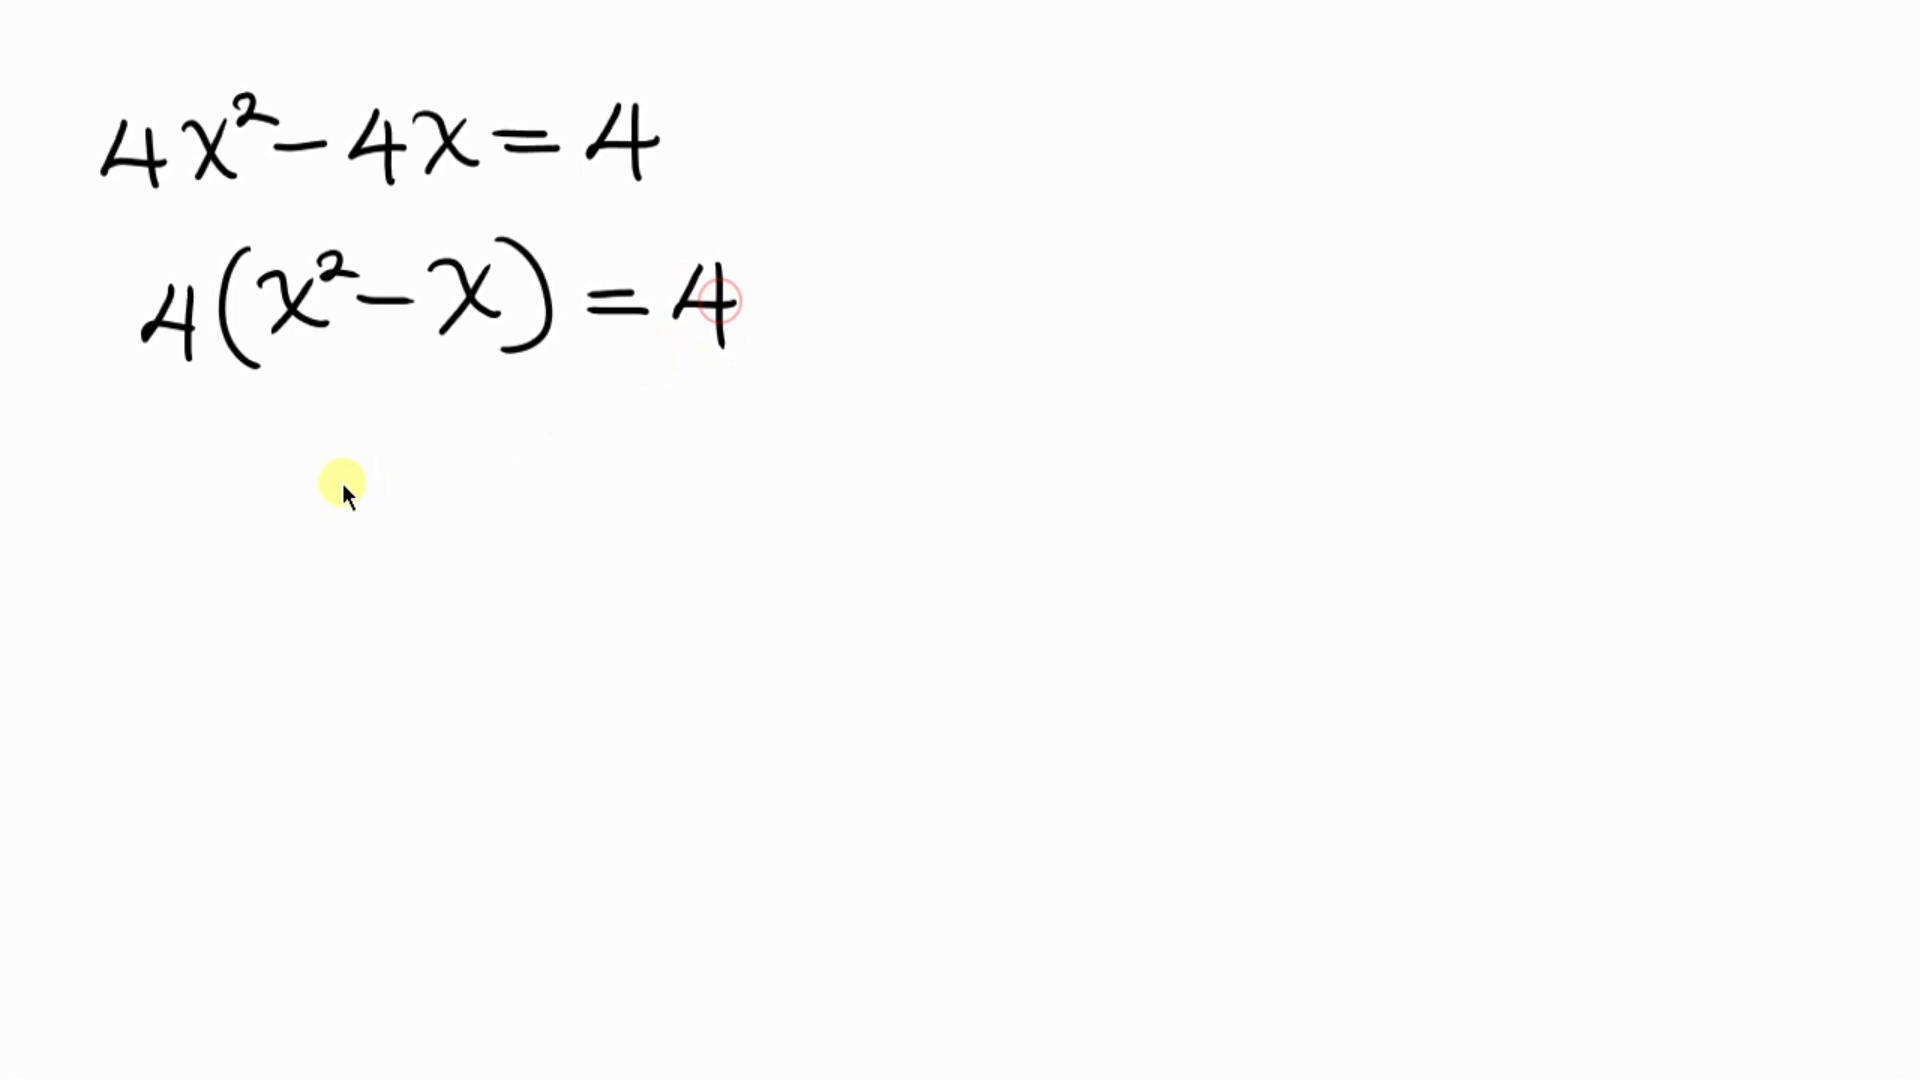 4x² - 4x = 4
4(x² - x) = 4